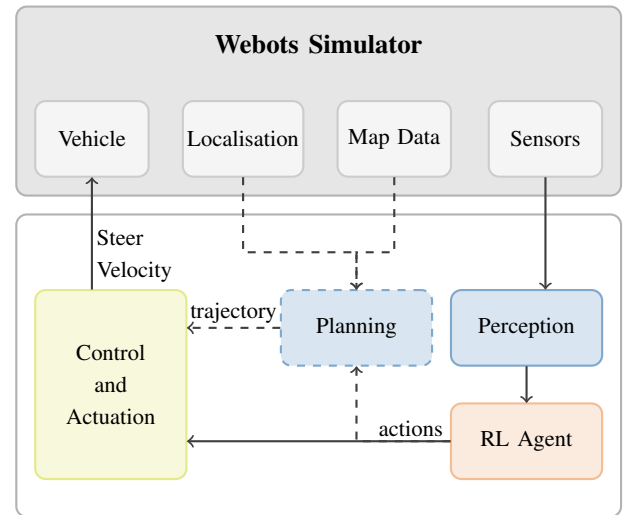 Webots Simulator
Vehicle
Localisation
Map Data
Sensors
Steer
Velocity
trajectory
Planning
Perception
Control
and
Actuation
actions
RL Agent